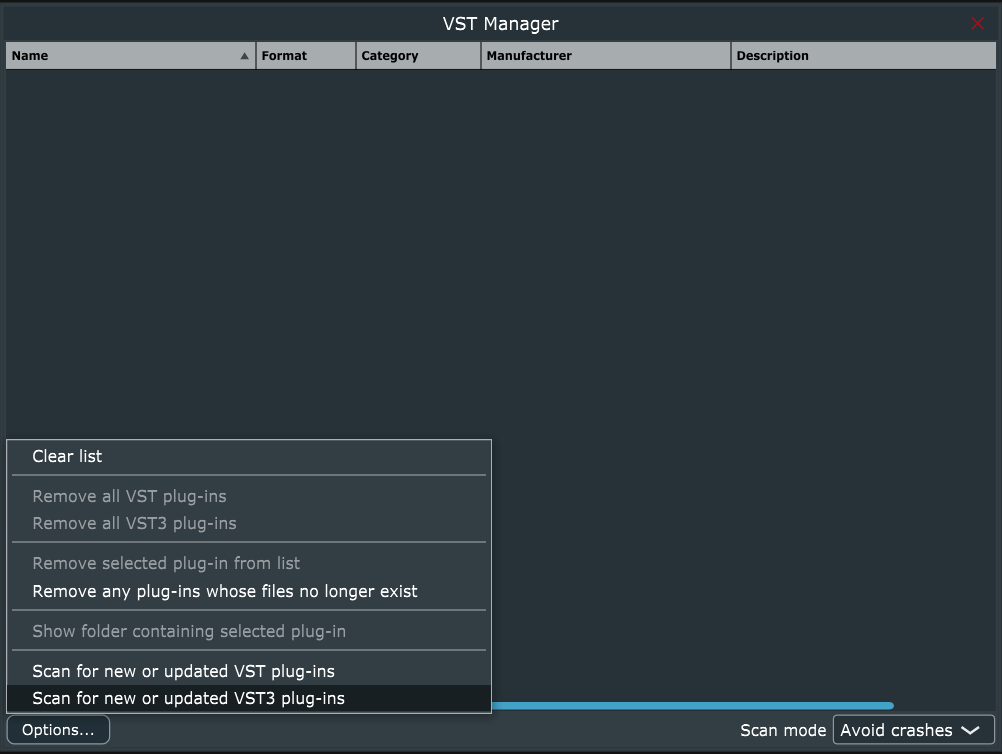 VST Manager
Name Format Category Manufacturer Description
Clear list
Remove all VST plug-ins
Remove all VST3 plug-ins
Remove selected plug-in from list
Remove any plug-ins whose files no longer exist
Show folder containing selected plug-in
Scan for new or updated VST plug-ins
Scan for new or updated VST3 plug-ins
Options... Scan mode Avoid crashes